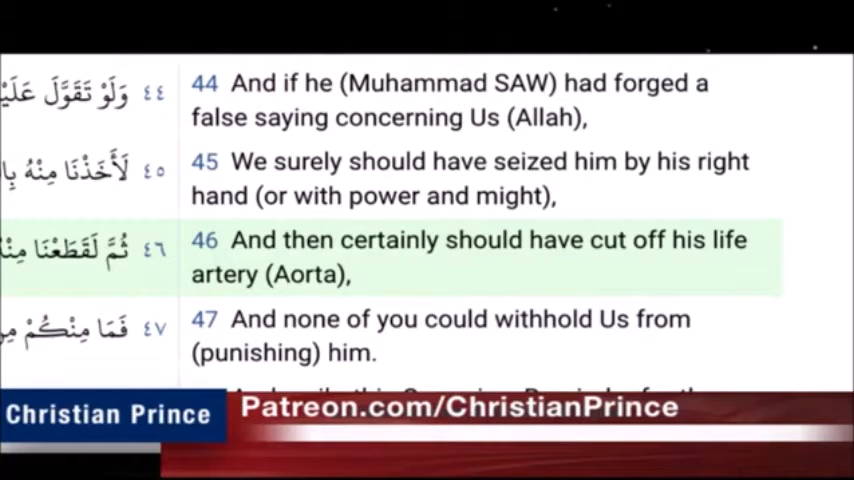 ٤٤ وَلَوْ تَقَوَّلَ
44 And if he (Muhammad SAW) had forged a
false saying concerning Us (Allah),
٤٥ لَأَخَذْنَا مِنْهُ
45 We surely should have seized him by his right
hand (or with power and might),
٤٦ ثُمَّ لَقَطَعْنَا
46 And then certainly should have cut off his life
artery (Aorta),
٤٧ فَمَا مِنْكُمْ
47 And none of you could withhold Us from
(punishing) him.
Christian Prince
Patreon.com/ChristianPrince